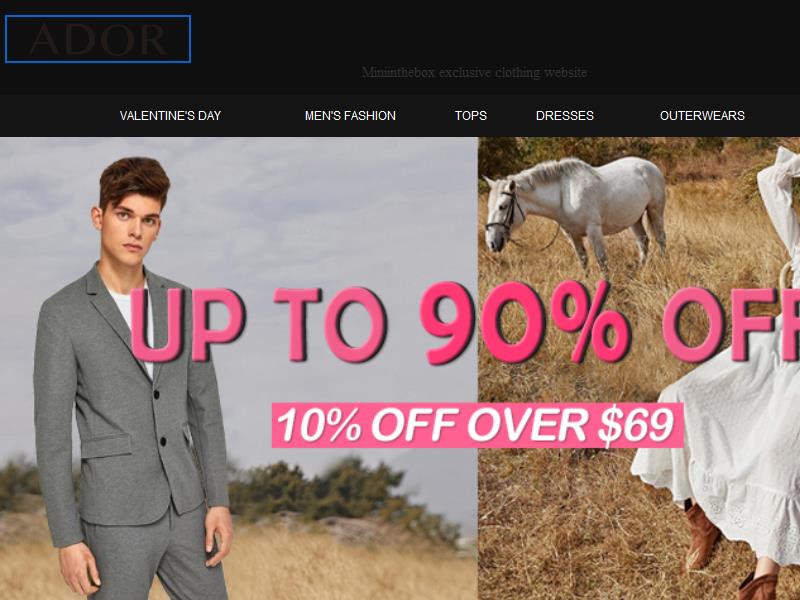 ADOR
Miniinthebox exclusive clothing website
VALENTINE'S DAY MEN'S FASHION TOPS DRESSES OUTERWEARS
UP TO 90% OFF
10% OFF OVER $69